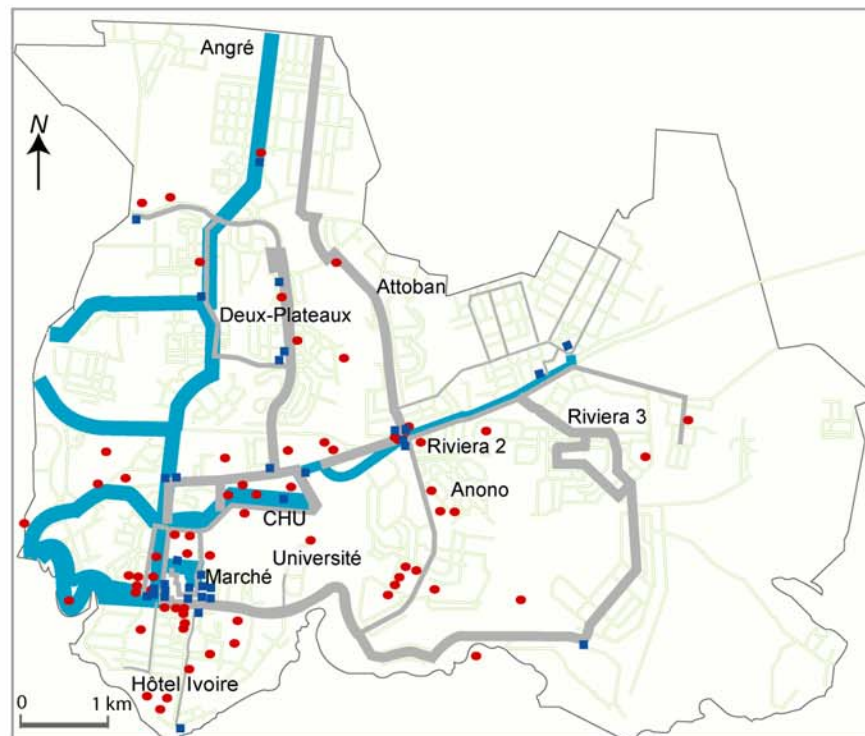 Angré
N
Attoban
Deux-Plateaux
Riviera 3
Riviera 2
Anono
CHU
Université
Marché
Hôtel Ivoire
0 1 km